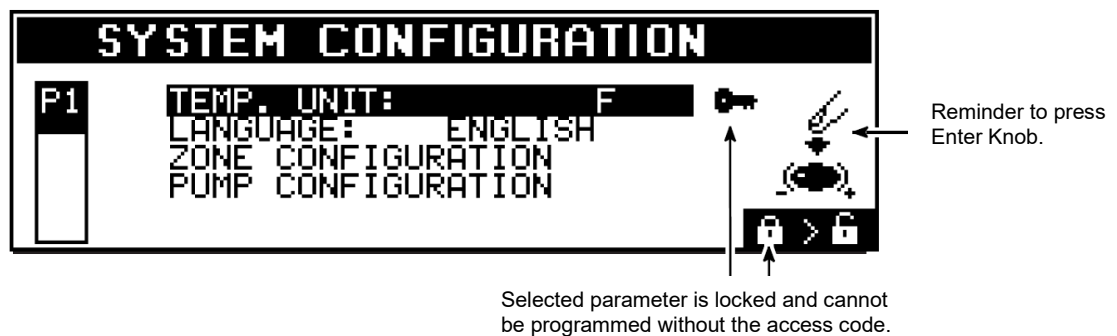 SYSTEM CONFIGURATION
P1
TEMP. UNIT: F
LANGUAGE: ENGLISH
ZONE CONFIGURATION
PUMP CONFIGURATION
- +
>
Reminder to press
Enter Knob.
Selected parameter is locked and cannot
be programmed without the access code.